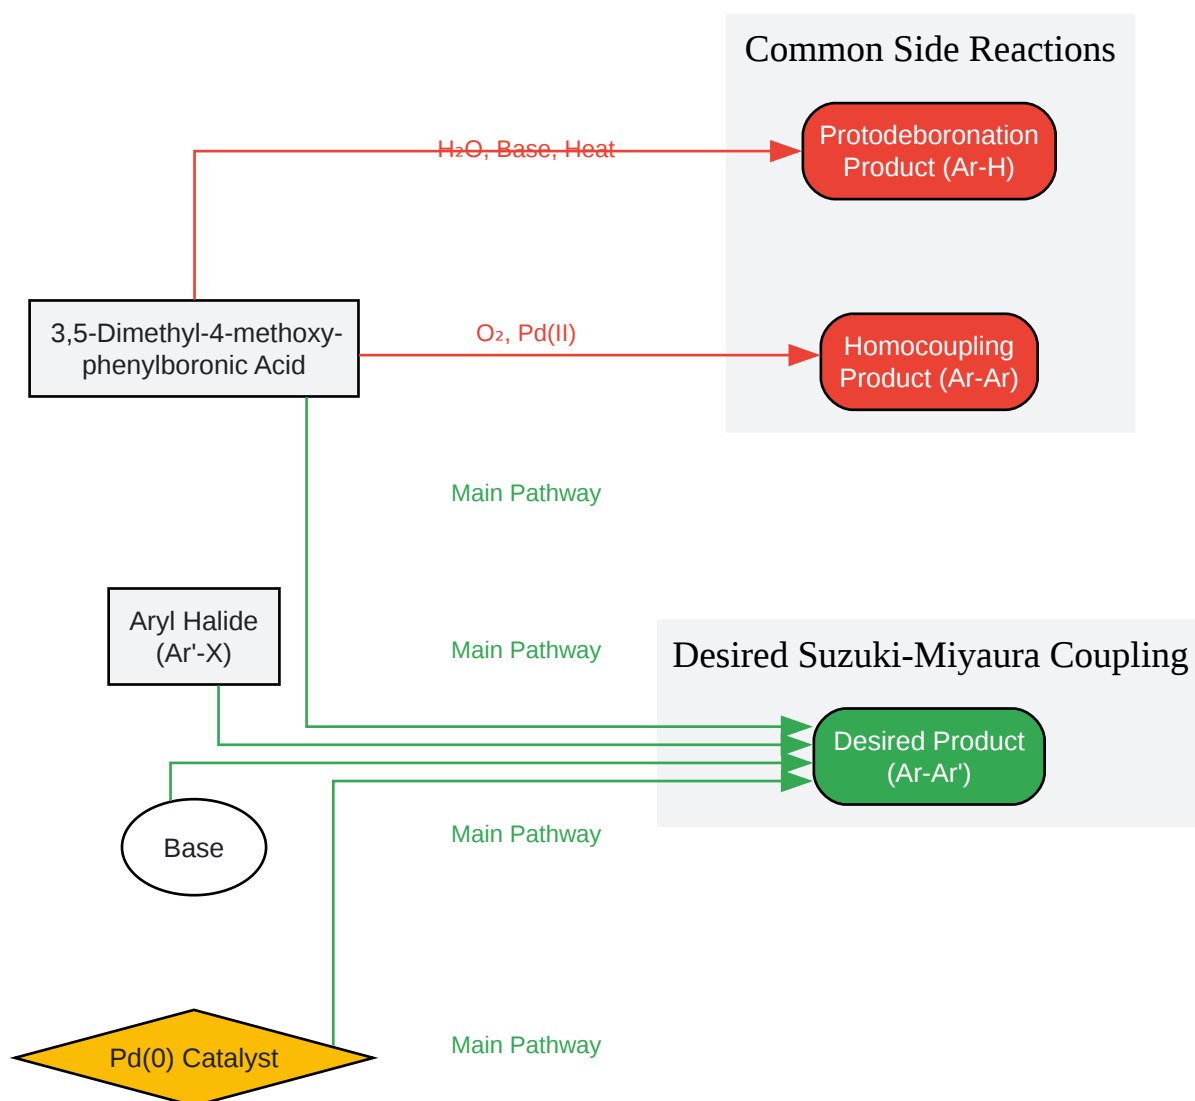 Common Side Reactions
H₂O, Base, Heat
Protodeboronation
Product (Ar-H)
3,5-Dimethyl-4-methoxy-
phenylboronic Acid
O₂, Pd(II)
Homocoupling
Product (Ar-Ar)
Main Pathway
Aryl Halide
(Ar'-X)
Main Pathway
Desired Suzuki-Miyaura Coupling
Desired Product
(Ar-Ar')
Main Pathway
Base
Main Pathway
Pd(0) Catalyst